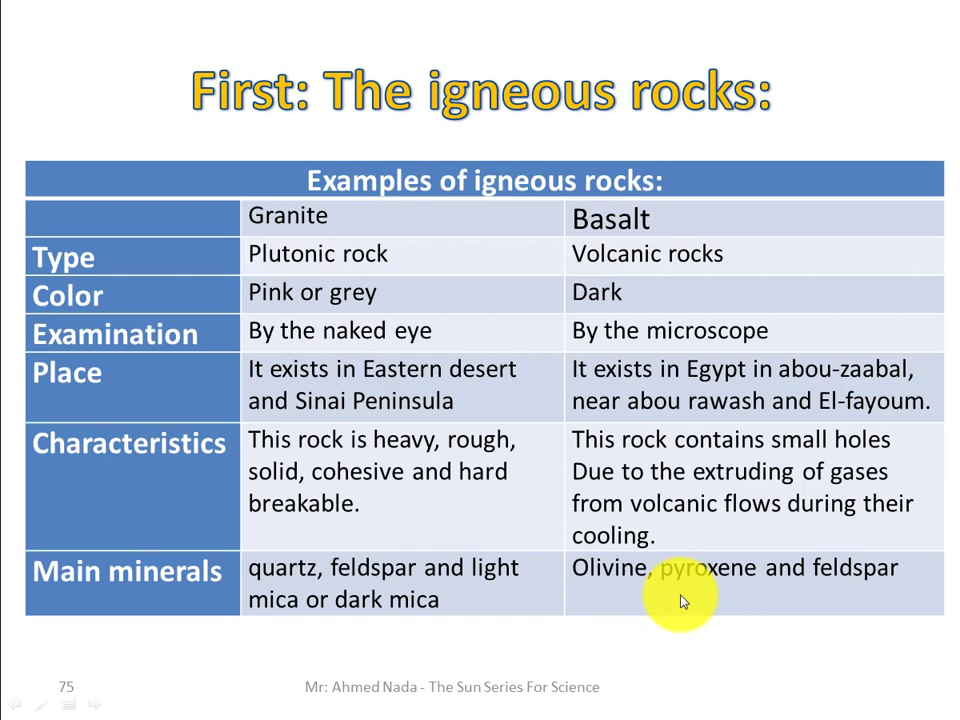 First: The igneous rocks:
Examples of igneous rocks:
Granite Basalt
Type Plutonic rock Volcanic rocks
Color Pink or grey Dark
Examination By the naked eye By the microscope
Place It exists in Eastern desert It exists in Egypt in abou-zaabal,
and Sinai Peninsula near abou rawash and El-fayoum.
Characteristics This rock is heavy, rough, This rock contains small holes
solid, cohesive and hard Due to the extruding of gases
breakable. from volcanic flows during their
cooling.
Main minerals quartz, feldspar and light Olivine, pyroxene and feldspar
mica or dark mica
75 Mr: Ahmed Nada - The Sun Series For Science